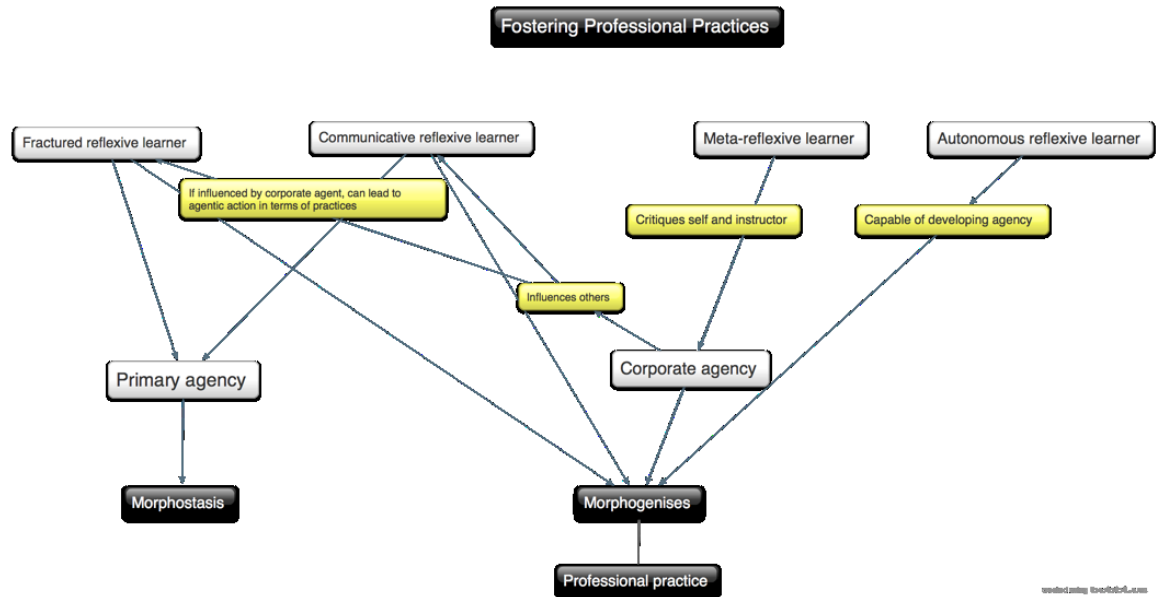 Fostering Professional Practices
Fractured reflexive learner
Communicative reflexive learner
Meta-reflexive learner
Autonomous reflexive learner
If influenced by corporate agent, can lead to
agentic action in terms of practices
Critiques self and instructor
Capable of developing agency
Influences others
Primary agency
Corporate agency
Morphostasis
Morphogenises
Professional practice